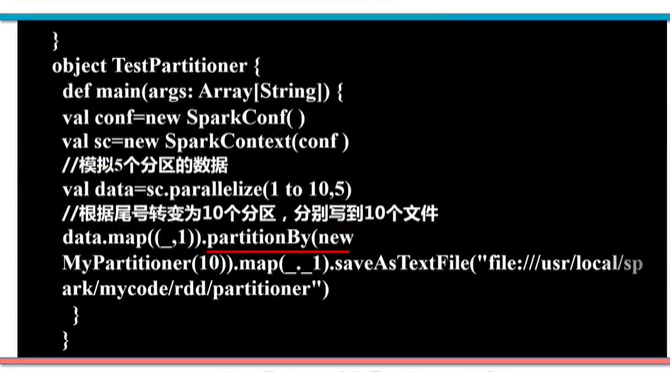 }
object TestPartitioner {
def main(args: Array[String]) {
val conf=new SparkConf( )
val sc=new SparkContext(conf )
//模拟5个分区的数据
val data=sc.parallelize(1 to 10,5)
//根据尾号转变为10个分区，分别写到10个文件
data.map((_,1)).partitionBy(new
MyPartitioner(10)).map(_._1).saveAsTextFile("file:///usr/local/sp
ark/mycode/rdd/partitioner")
}
}